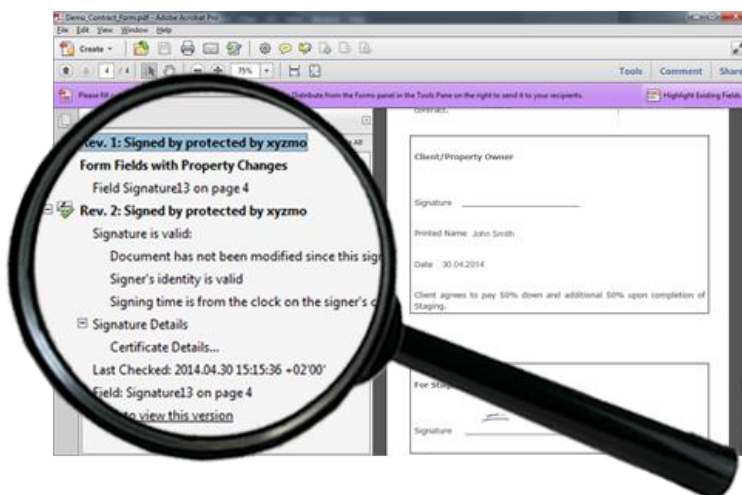 Demo_Contract_Form.pdf - Adobe Acrobat Pro
File Edit View Window Help
Create
4 / 4 75% Tools Comment Share
Please fill Distribute from the Forms panel in the Tools Pane on the right to send it to your recipients. Highlight Existing Fields
All
Rev. 1: Signed by protected by xyzmo
Form Fields with Property Changes
Field Signature13 on page 4
Rev. 2: Signed by protected by xyzmo
Signature is valid:
Document has not been modified since this sig
Signer's identity is valid
Signing time is from the clock on the signer's
Signature Details
Certificate Details...
Last Checked: 2014.04.30 15:15:36 +02'00'
Field: Signature13 on page 4
to view this version
contract.
Client/Property Owner
Signature
Printed Name John Smith
Date 30.04.2014
Client agrees to pay 50% down and additional 50% upon completion of
Staging.
For Stag
Signature